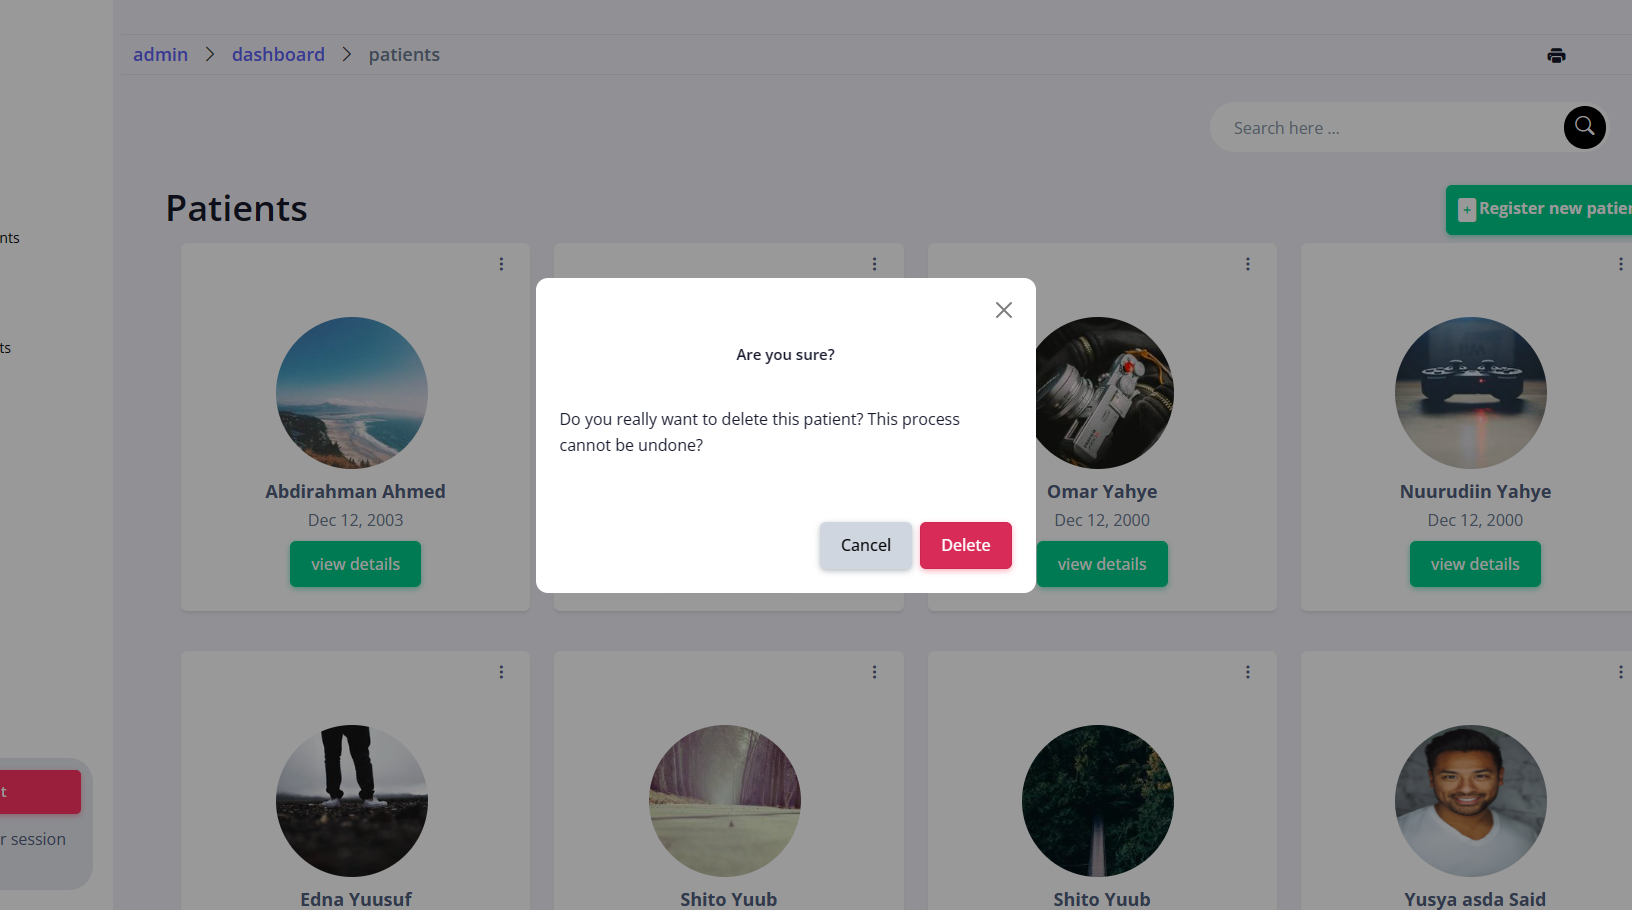 admin > dashboard > patients
Search here ...
Patients
Register new patien
nts
ts
Are you sure?
Do you really want to delete this patient? This process
cannot be undone?
Cancel
Delete
Abdirahman Ahmed
Dec 12, 2003
view details
Omar Yahye
Dec 12, 2000
view details
Nuurudiin Yahye
Dec 12, 2000
view details
t
r session
Edna Yuusuf
Shito Yuub
Shito Yuub
Yusya asda Said